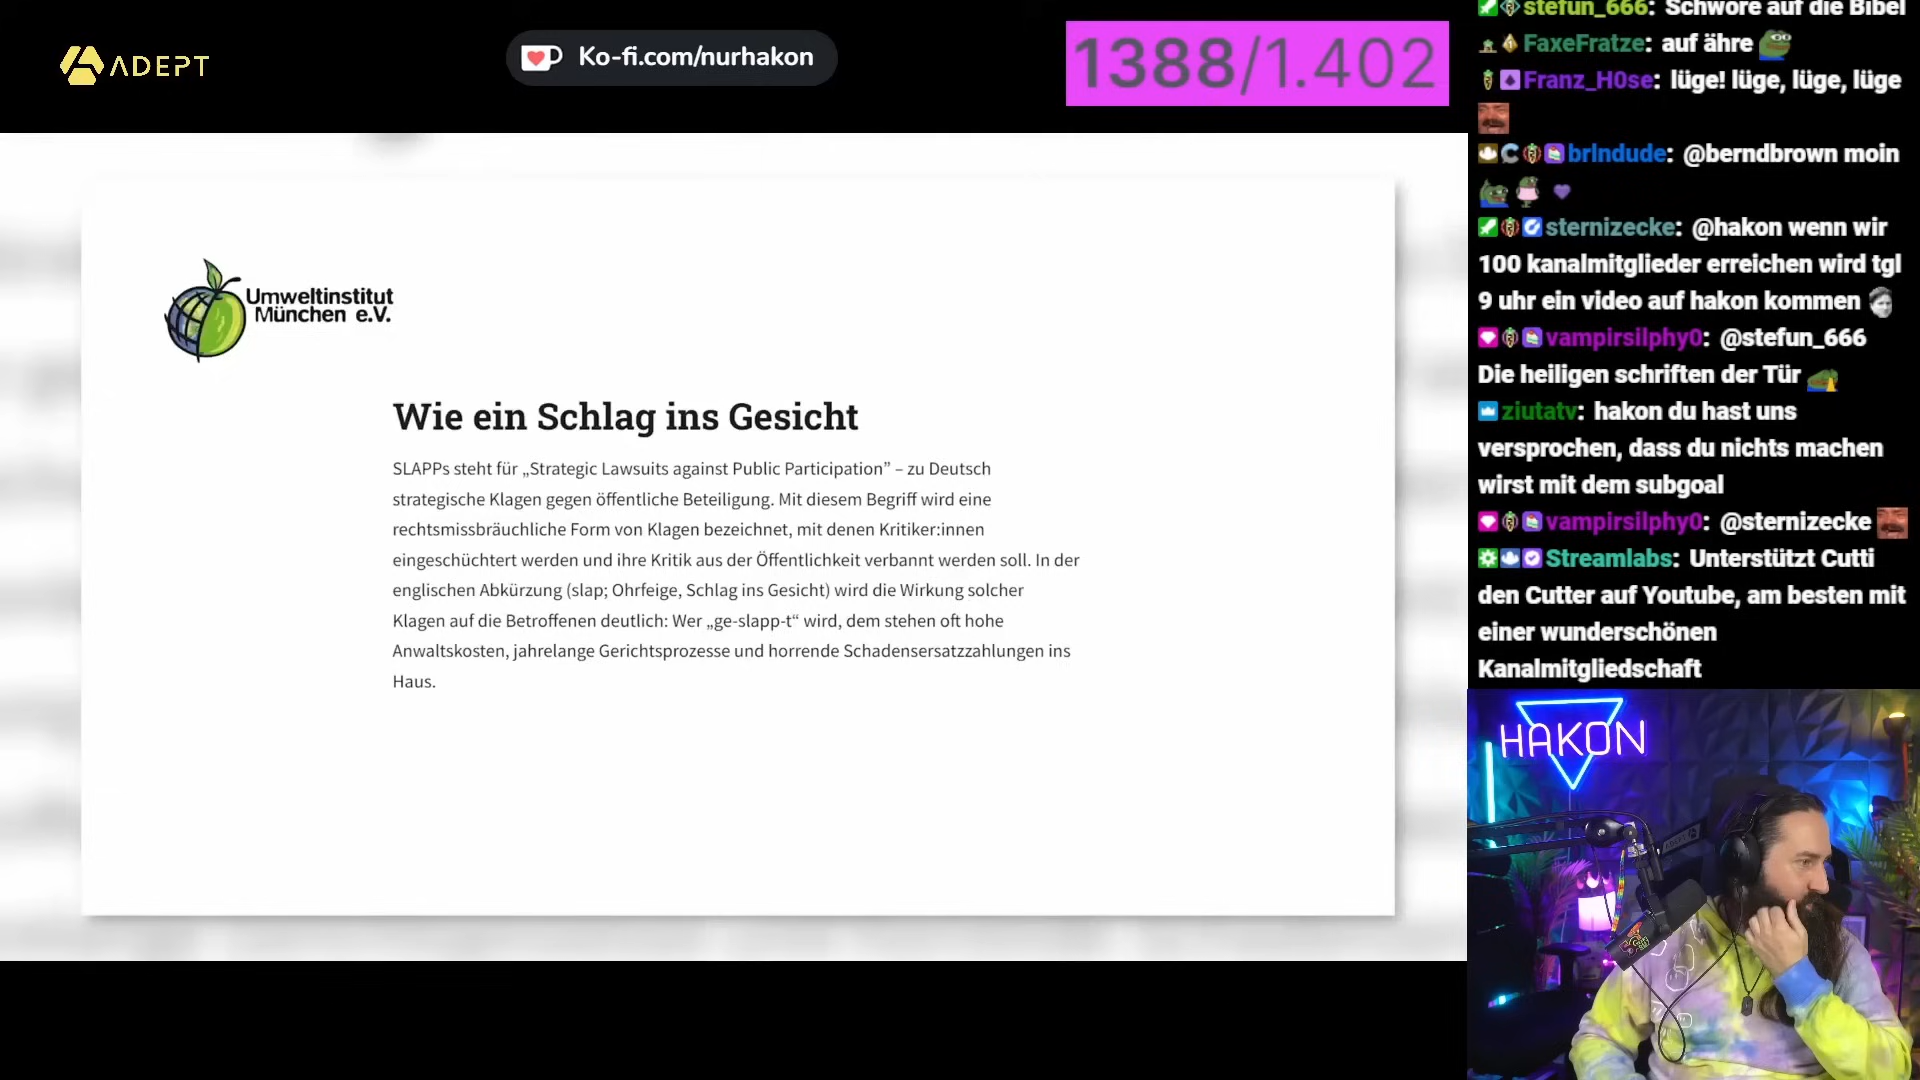 ADEPT
Ko-fi.com/nurhakon
1388/1.402
Umweltinstitut
München e.V.
Wie ein Schlag ins Gesicht
SLAPPs steht für „Strategic Lawsuits against Public Participation” – zu Deutsch
strategische Klagen gegen öffentliche Beteiligung. Mit diesem Begriff wird eine
rechtsmissbräuchliche Form von Klagen bezeichnet, mit denen Kritiker:innen
eingeschüchtert werden und ihre Kritik aus der Öffentlichkeit verbannt werden soll. In der
englischen Abkürzung (slap; Ohrfeige, Schlag ins Gesicht) wird die Wirkung solcher
Klagen auf die Betroffenen deutlich: Wer „ge-slapp-t“ wird, dem stehen oft hohe
Anwaltskosten, jahrelange Gerichtsprozesse und horrende Schadensersatzzahlungen ins
Haus.
stefun_666: Schwöre auf die Bibel
FaxeFratze: auf ähre
Franz_H0se: lüge! lüge, lüge, lüge
brlndude: @berndbrown moin
sternizecke: @hakon wenn wir
100 kanalmitglieder erreichen wird tgl
9 uhr ein video auf hakon kommen
vampirsilphy0: @stefun_666
Die heiligen schriften der Tür
ziutatv: hakon du hast uns
versprochen, dass du nichts machen
wirst mit dem subgoal
vampirsilphy0: @sternizecke
Streamlabs: Unterstützt Cutti
den Cutter auf Youtube, am besten mit
einer wunderschönen
Kanalmitgliedschaft
HAKON